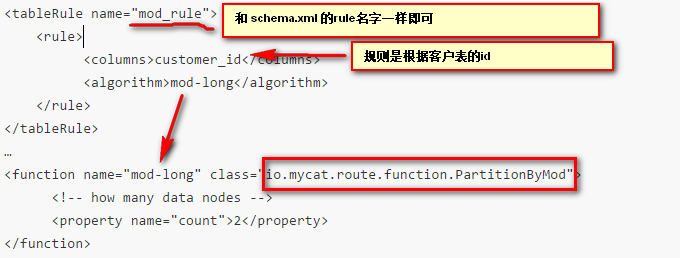 <tableRule name="mod_rule">
和 schema.xml 的rule名字一样即可
<rule>
<columns>customer_id</columns>
规则是根据客户表的id
<algorithm>mod-long</algorithm>
</rule>
</tableRule>
…
<function name="mod-long" class="io.mycat.route.function.PartitionByMod">
<!-- how many data nodes -->
<property name="count">2</property>
</function>